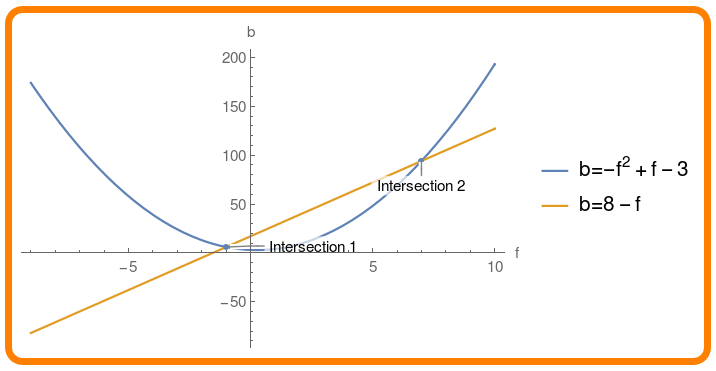 b
200
150
100
50
−50
−5
5
10
f
Intersection 1
Intersection 2
b=−f² + f − 3
b=8 − f